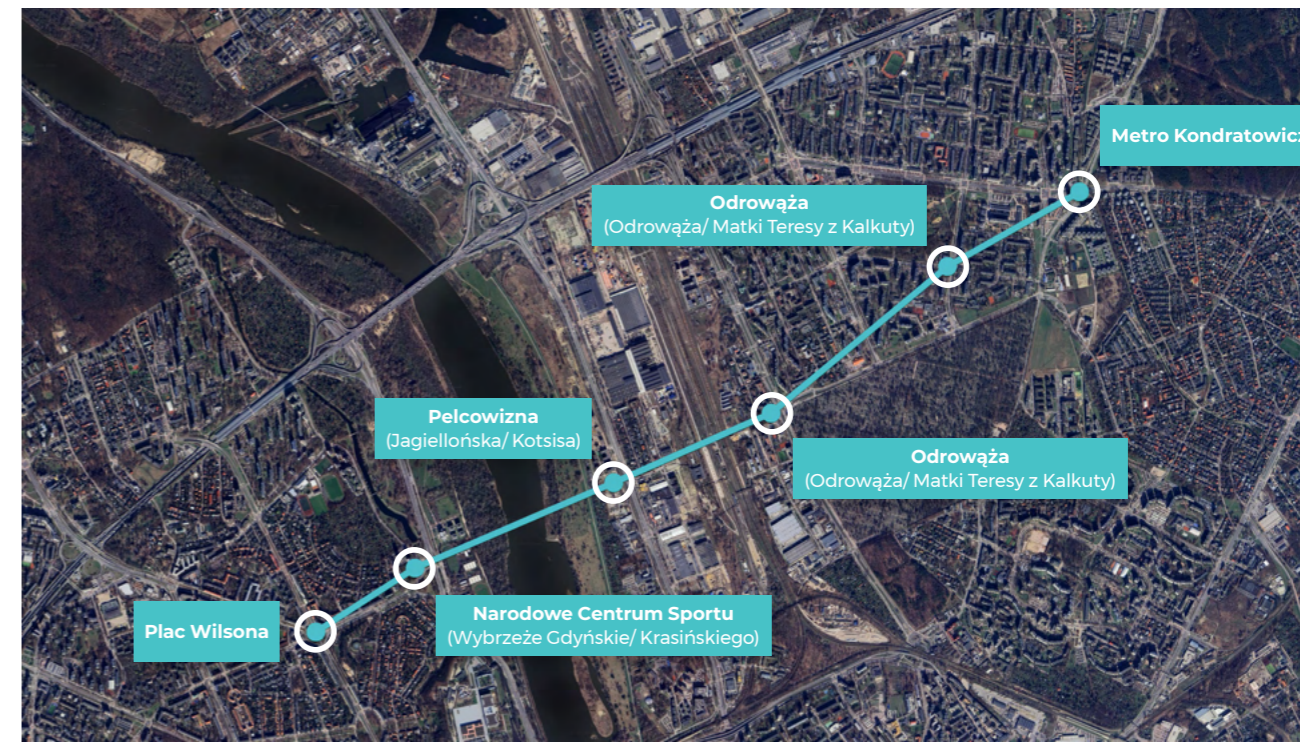 Metro Kondratowicz
Odrowąża
(Odrowąża/ Matki Teresy z Kalkuty)
Pelcowizna
(Jagiellońska/ Kotsisa)
Odrowąża
(Odrowąża/ Matki Teresy z Kalkuty)
Narodowe Centrum Sportu
(Wybrzeże Gdyńskie/ Krasińskiego)
Plac Wilsona